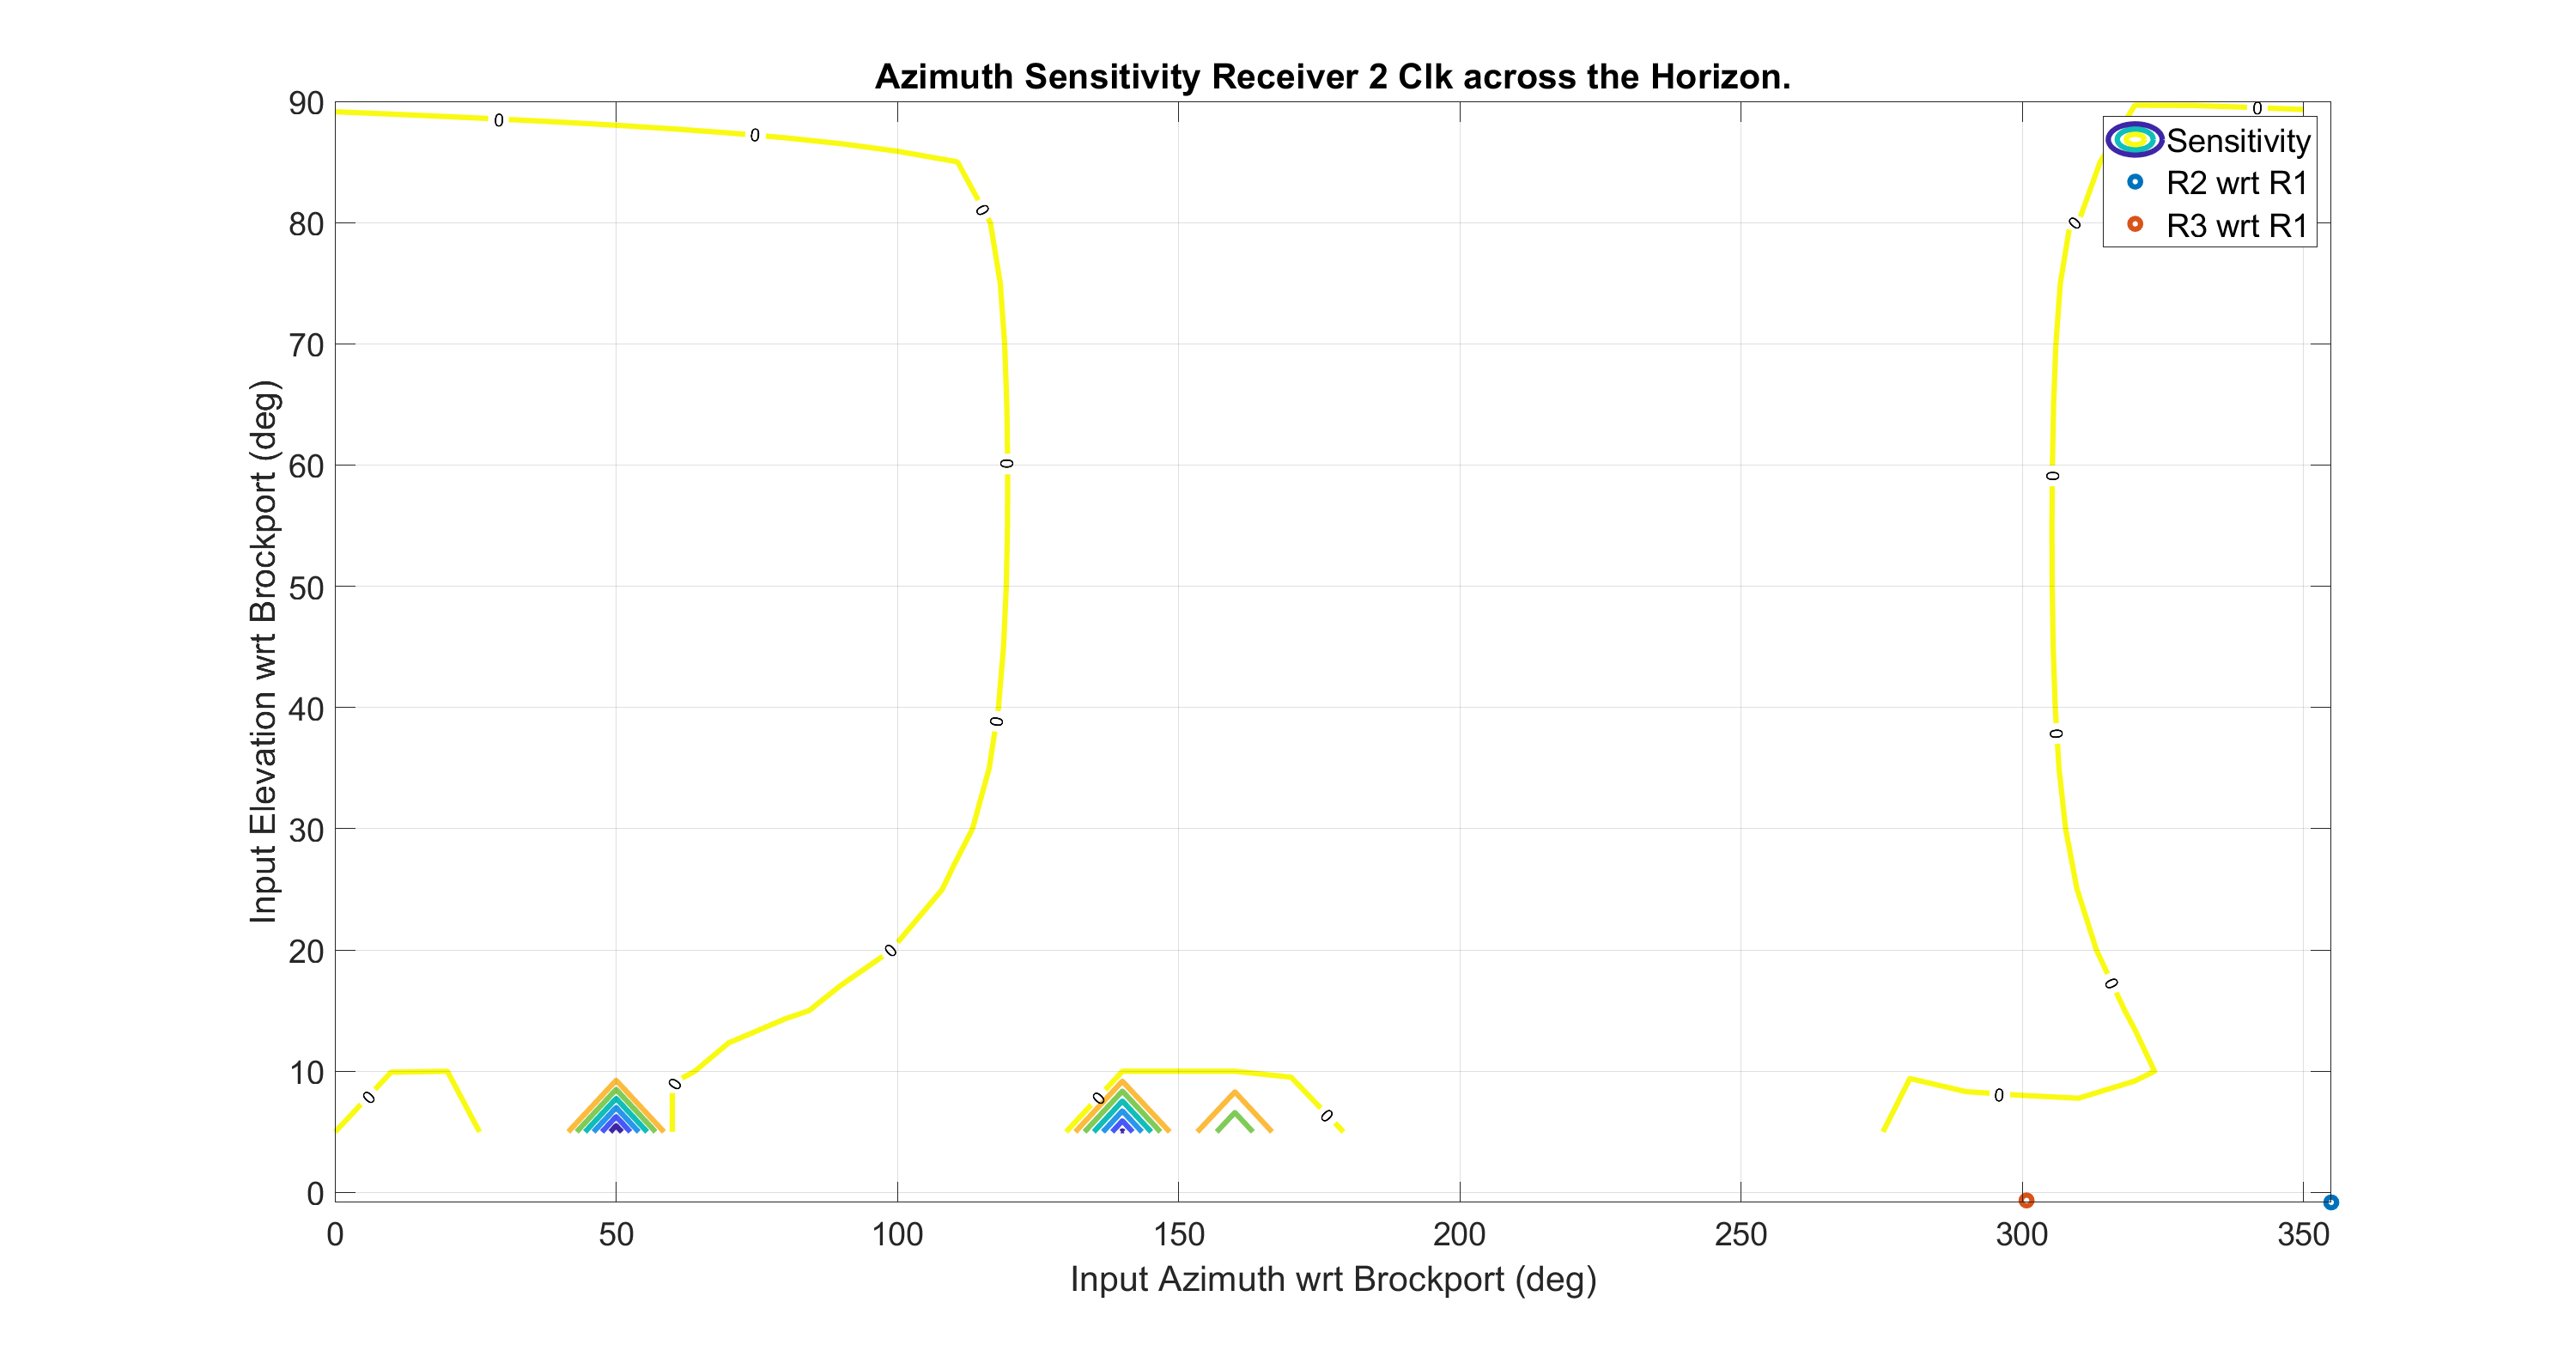 Azimuth Sensitivity Receiver 2 Clk across the Horizon.
Input Elevation wrt Brockport (deg)
90
80
70
60
50
40
30
20
10
0
0 0 0
0 0
0 0
0 0
0 0
0 0 0 0 0 0
Sensitivity
R2 wrt R1
R3 wrt R1
0 50 100 150 200 250 300 350
Input Azimuth wrt Brockport (deg)